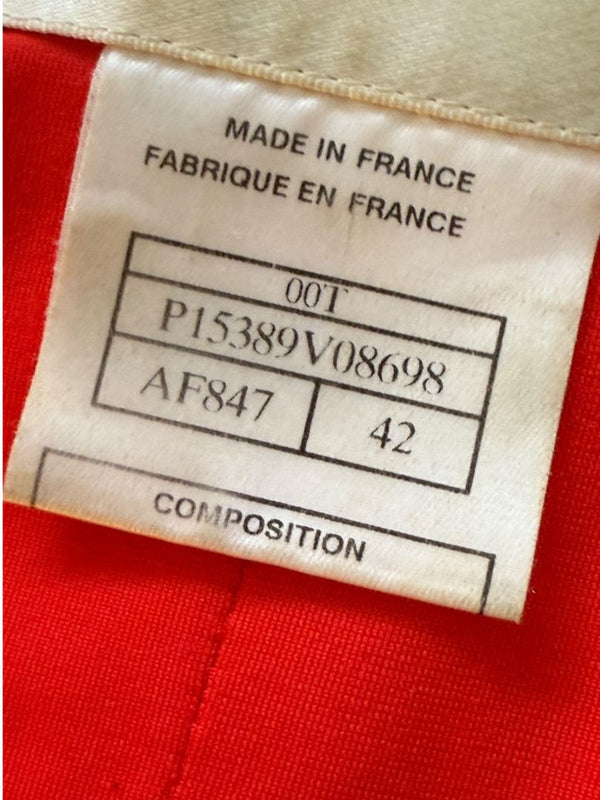 MADE IN FRANCE
FABRIQUE EN FRANCE
00T
P15389V08698
AF847 42
COMPOSITION